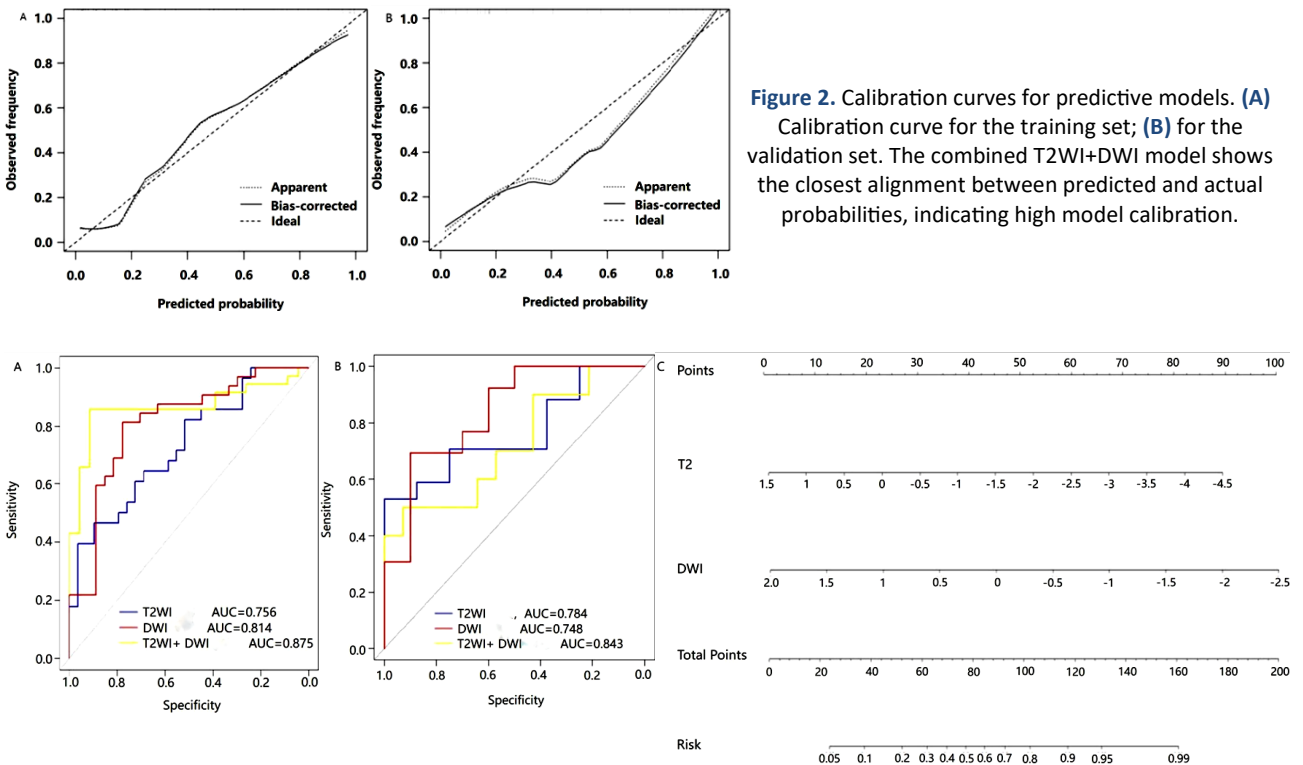 A
B
1.0
0.8
0.6
0.4
0.2
0.0
Observed frequency
Apparent
Bias-corrected
Ideal
0.0 0.2 0.4 0.6 0.8 1.0
Predicted probability
1.0
0.8
0.6
0.4
0.2
0.0
Observed frequency
Apparent
Bias-corrected
Ideal
0.0 0.2 0.4 0.6 0.8 1.0
Predicted probability
Figure 2. Calibration curves for predictive models. (A)
Calibration curve for the training set; (B) for the
validation set. The combined T2WI+DWI model shows
the closest alignment between predicted and actual
probabilities, indicating high model calibration.
A
1.0
0.8
0.6
0.4
0.2
0.0
Sensitivity
T2WI AUC=0.756
DWI AUC=0.814
T2WI+ DWI AUC=0.875
1.0 0.8 0.6 0.4 0.2 0.0
Specificity
B
1.0
0.8
0.6
0.4
0.2
0.0
Sensitivity
T2WI , AUC=0.784
DWI AUC=0.748
T2WI+ DWI AUC=0.843
1.0 0.8 0.6 0.4 0.2 0.0
Specificity
C
Points
0 10 20 30 40 50 60 70 80 90 100
T2
1.5 1 0.5 0 -0.5 -1 -1.5 -2 -2.5 -3 -3.5 -4 -4.5
DWI
2.0 1.5 1 0.5 0 -0.5 -1 -1.5 -2 -2.5
Total Points
0 20 40 60 80 100 120 140 160 180 200
Risk
0.05 0.1 0.2 0.3 0.4 0.5 0.6 0.7 0.8 0.9 0.95 0.99